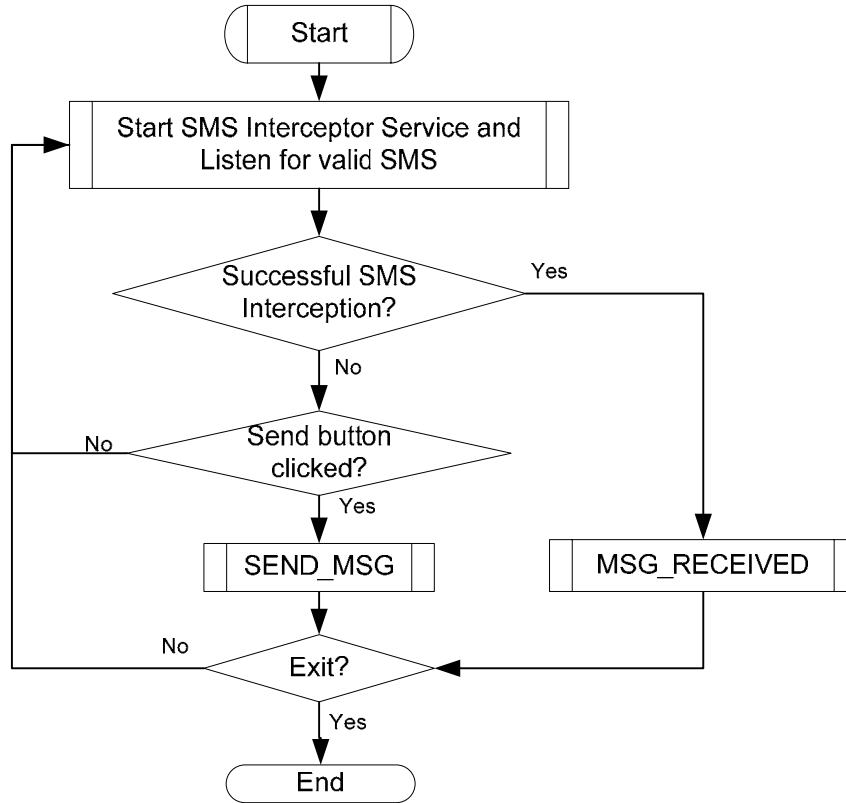 Start
Start SMS Interceptor Service and
Listen for valid SMS
Successful SMS
Interception?
Yes
No
Send button
clicked?
No
Yes
SEND_MSG
MSG_RECEIVED
No
Exit?
Yes
End